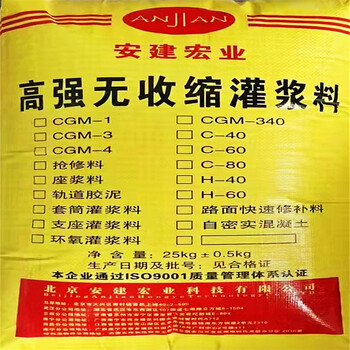 ANJIAN
安建宏业
高强无收缩灌浆料
□ CGM-1 □ CGM-340
□ CGM-3 □ C-40
□ CGM-4 □ C-60
□ 抢修料 □ C-80
□ 座浆料 □ H-40
□ 轨道胶泥 □ H-60
□ 套筒灌浆料 □ 路面快速修补料
□ 支座灌浆料 □ 自密实混凝土
□ 环氧灌浆料 □
净含量：25kg±0.5kg
生产日期及批号：见合格证
本企业通过ISO9001质量管理体系认证
北京安建宏业科技有限公司